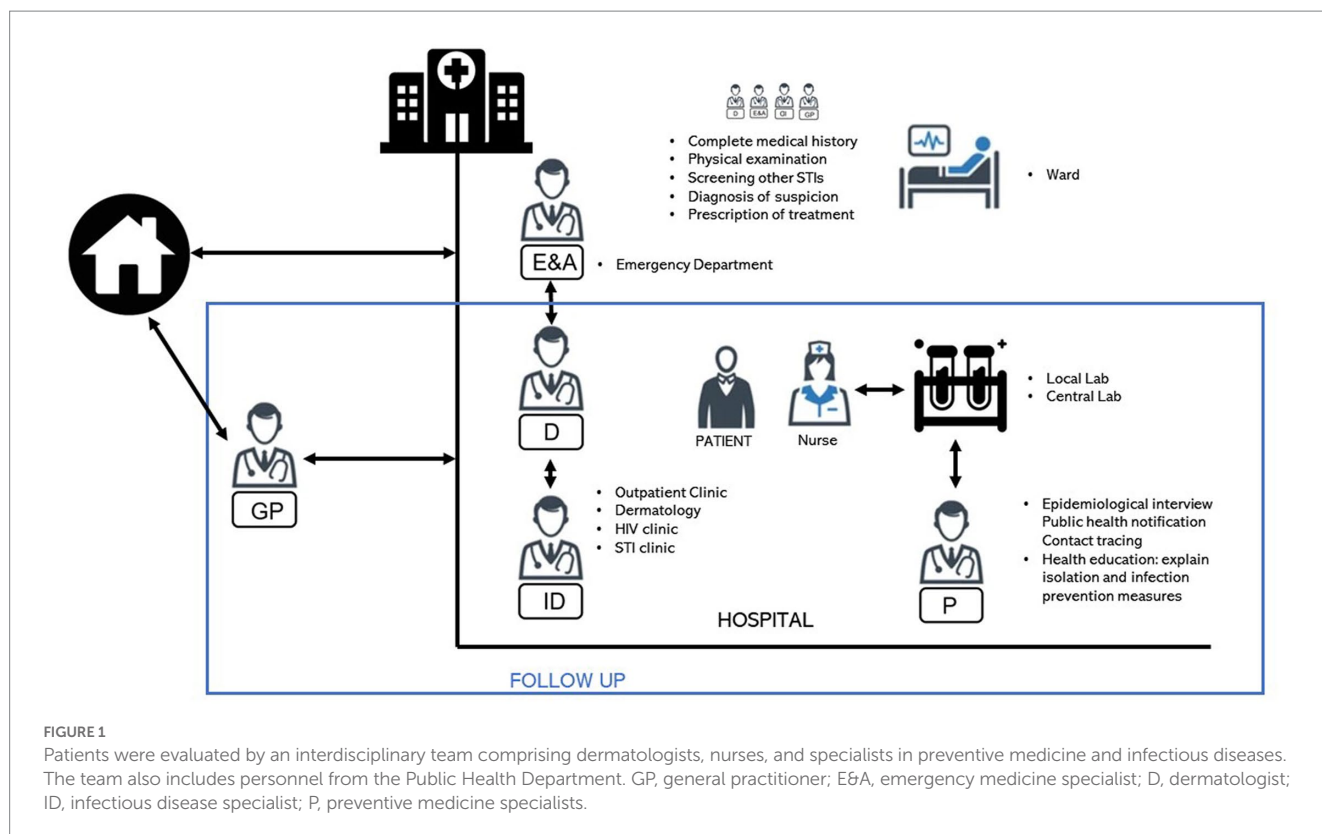 D E&A GP
• Complete medical history
• Physical examination
• Screening other STIs
• Diagnosis of suspicion
• Prescription of treatment
• Ward
E&A
• Emergency Department
D
PATIENT
Nurse
• Local Lab
• Central Lab
GP
• Outpatient Clinic
• Dermatology
• HIV clinic
• STI clinic
ID
• Epidemiological interview
Public health notification
Contact tracing
• Health education: explain
isolation and infection
prevention measures
P
HOSPITAL
FOLLOW UP
FIGURE 1
Patients were evaluated by an interdisciplinary team comprising dermatologists, nurses, and specialists in preventive medicine and infectious diseases.
The team also includes personnel from the Public Health Department. GP, general practitioner; E&A, emergency medicine specialist; D, dermatologist;
ID, infectious disease specialist; P, preventive medicine specialists.